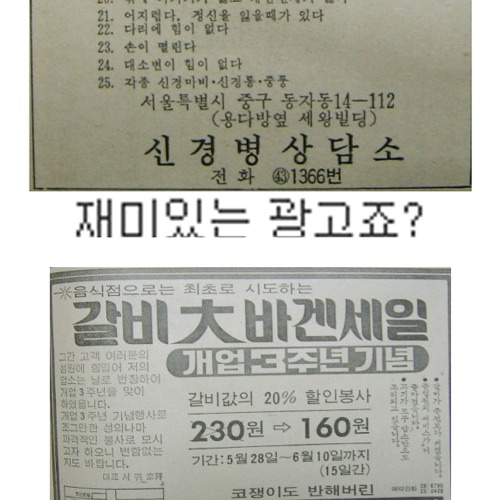 21. 어지럽다. 정신을 잃을때가 있다
22. 다리에 힘이 없다
23. 손이 떨린다
24. 대소변이 힘이 없다
25. 각종 신경마비·신경통·중풍
서울특별시 중구 동자동14—112
(용다방옆 세왕빌딩)
신경병상담소
전화 ㊸1366번
재미있는 광고죠?
※음식점으로는 최초로 시도하는
갈비大바겐세일
개업3주년기념
그간 고객 여러분의
성원에 힘입어 저의
업소는 날로 번창하여
개업 3주년을 맞이
하였읍니다.
개업 3주년 기념행사로
조그만한 성의나마
파격적인 봉사로 모시
고자 하오니 변함없는
지도 바랍니다.
대표 서
갈비값의 20% 할인봉사
230원 ⇨ 160원
기간:5월28일~6월10일까지
(15일간)
코쟁이도 반해버린